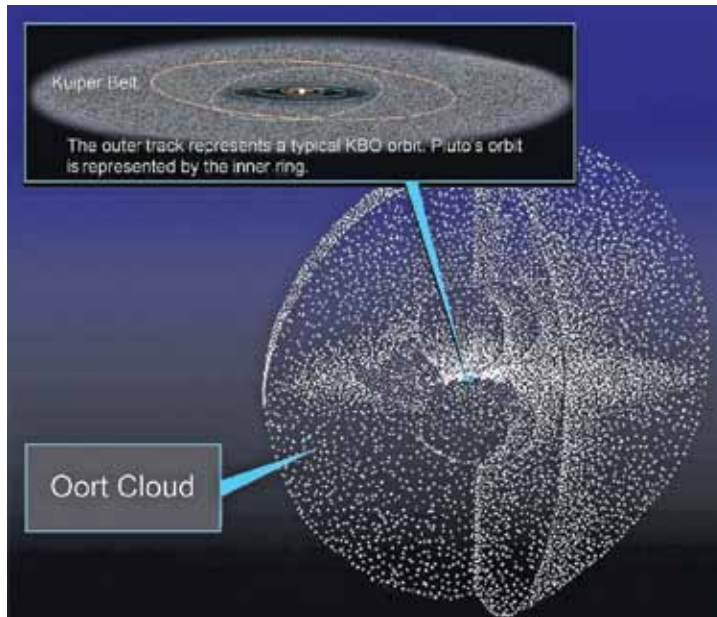 Kuiper Belt
The outer track represents a typical KBO orbit. Pluto's orbit
is represented by the inner ring.
Oort Cloud